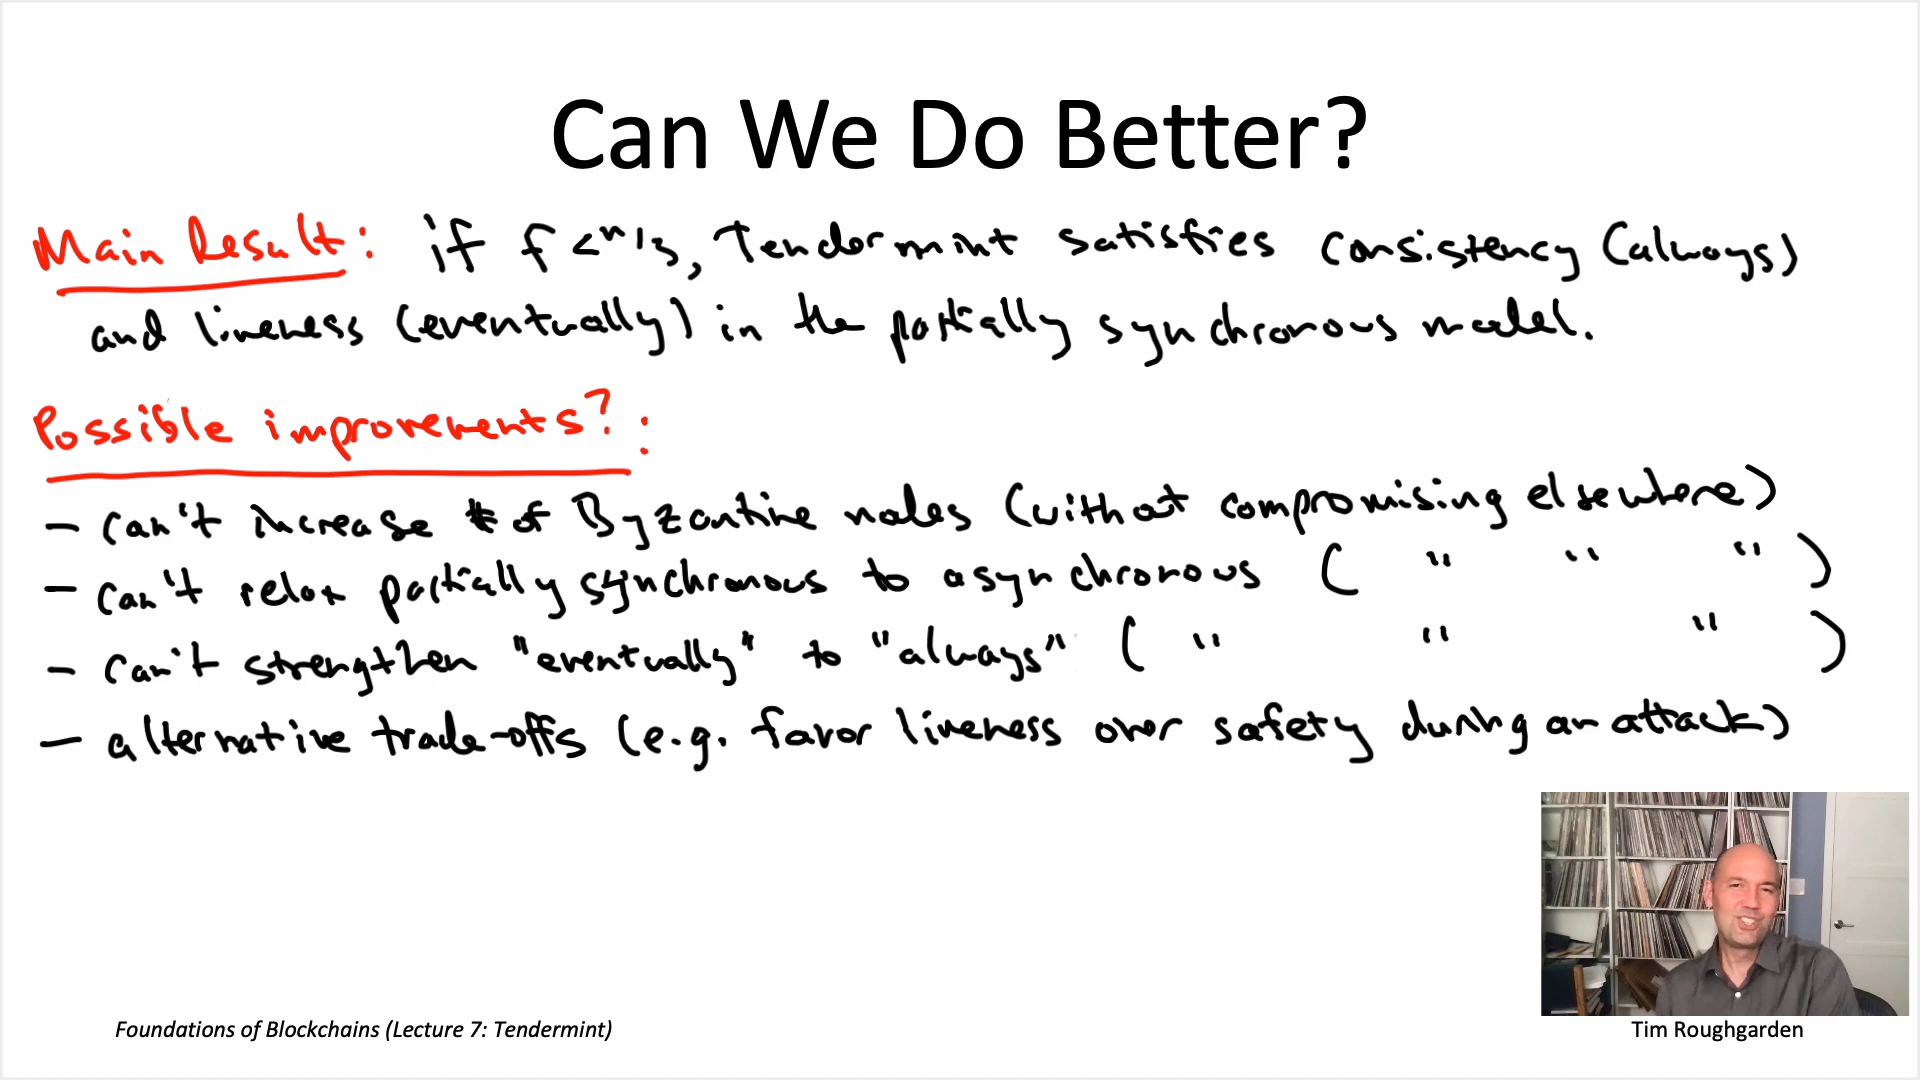 Can We Do Better?
Main Result: if f < n/3, Tendermint satisfies consistency (always)
and liveness (eventually) in the partially synchronous model.
Possible improvements?:
- can't increase # of Byzantine nodes (without compromising elsewhere)
- can't relax partially synchronous to asynchronous ( " " " )
- can't strengthen "eventually" to "always" ( " " " )
- alternative trade-offs (e.g. favor liveness over safety during an attack)
Foundations of Blockchains (Lecture 7: Tendermint)
Tim Roughgarden